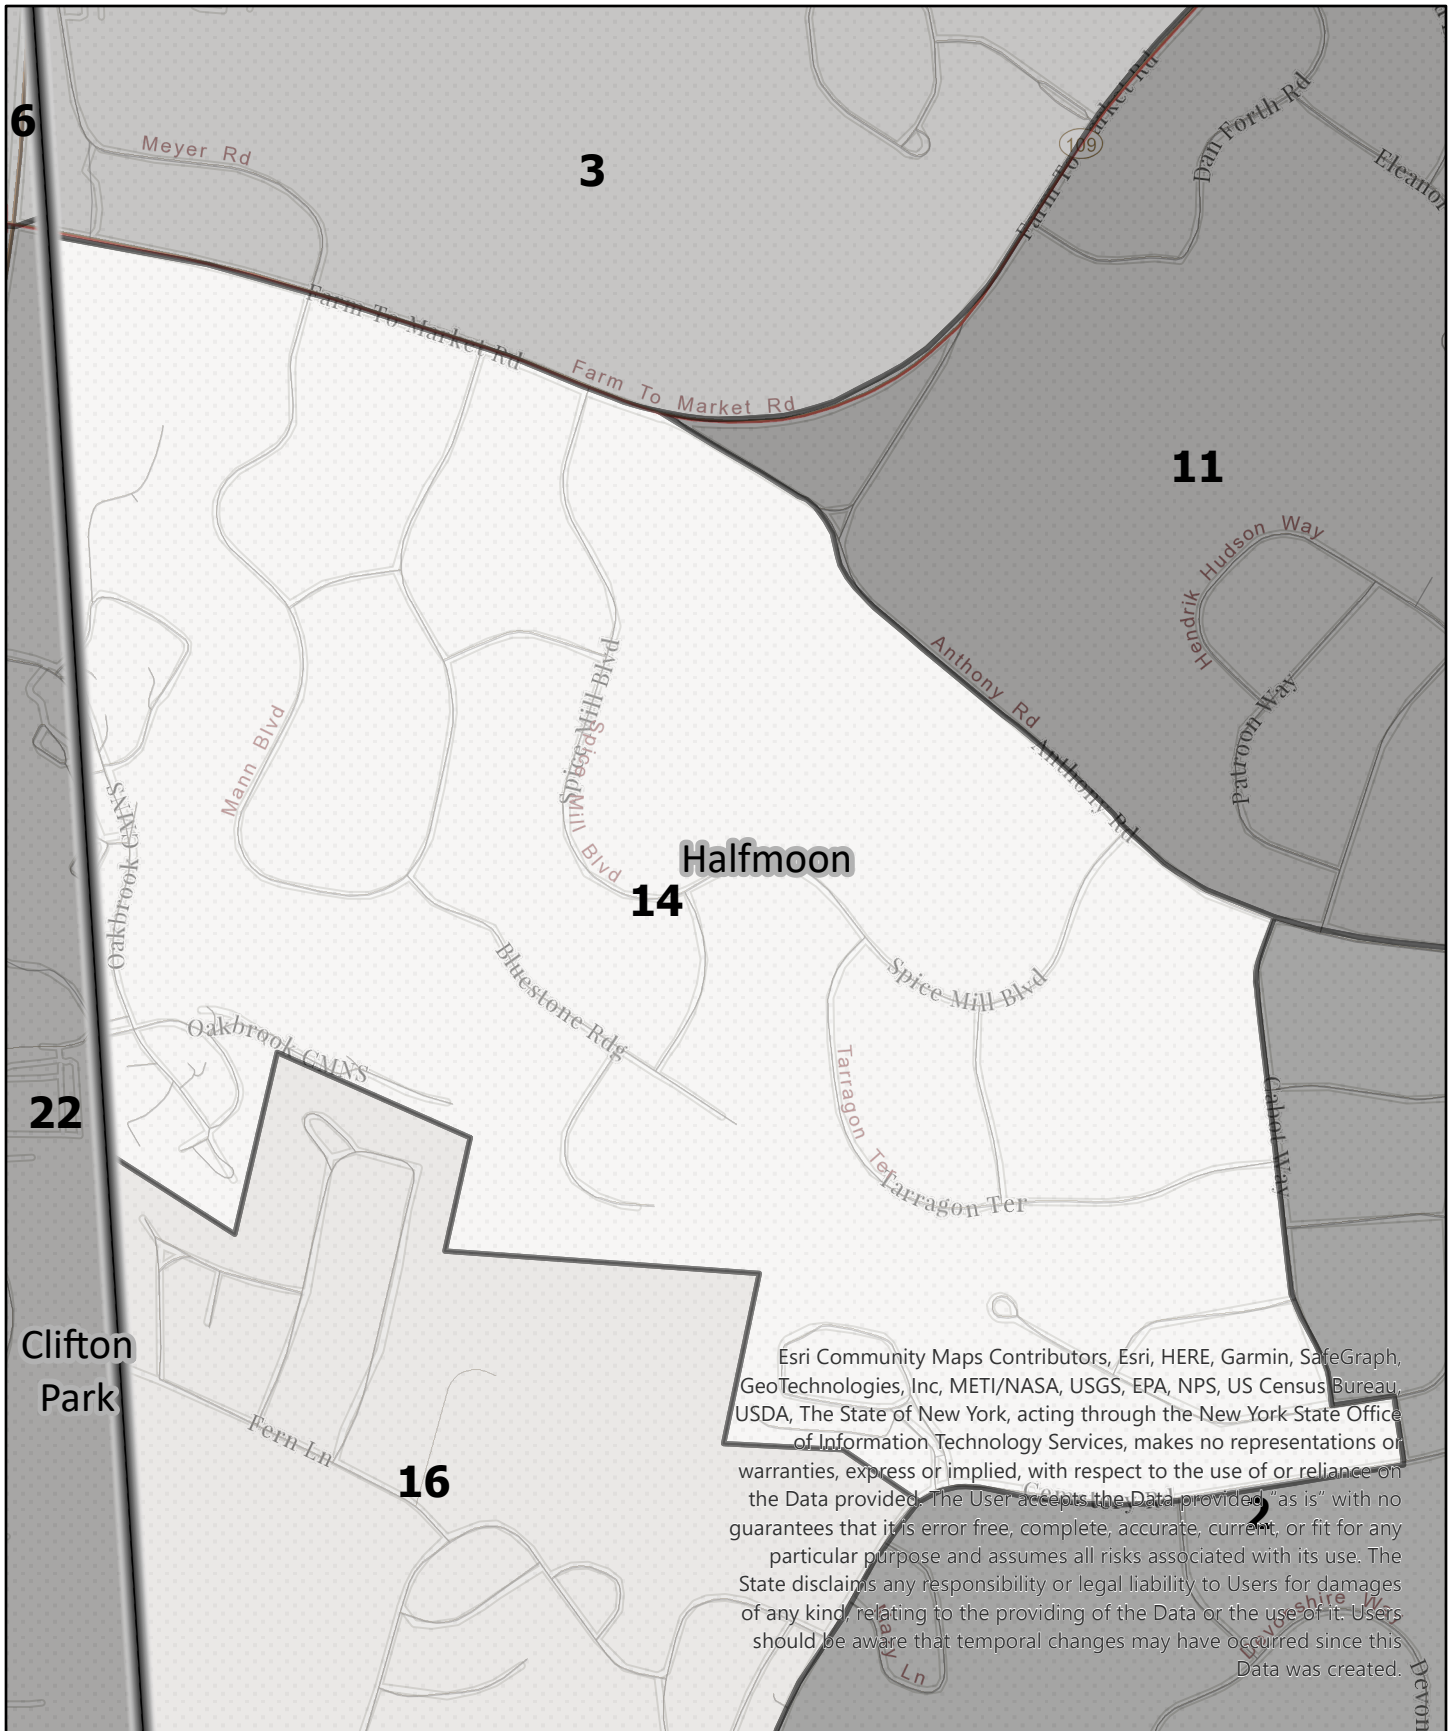 6
Meyer Rd
3
Farm To Market Rd
109
Dan Forth Rd
Eleanor
Farm To Market Rd
Farm To Market Rd
11
Hendrik Hudson Way
Patroon Way
Anthony Rd
Anthony Rd
Mann Blvd
Spice Mill Blvd
Spice Mill Blvd
Oakbrook CMNS
Halfmoon
14
Bluestone Rdg
Spice Mill Blvd
Oakbrook CMNS
Tarragon Ter
Tarragon Ter
22
Cabot Way
Clifton
Park
Fern Ln
16
Esri Community Maps Contributors, Esri, HERE, Garmin, SafeGraph,
GeoTechnologies, Inc, METI/NASA, USGS, EPA, NPS, US Census Bureau,
USDA, The State of New York, acting through the New York State Office
of Information Technology Services, makes no representations or
warranties, express or implied, with respect to the use of or reliance on
the Data provided. The User accepts the Data provided "as is" with no
guarantees that it is error free, complete, accurate, current, or fit for any
particular purpose and assumes all risks associated with its use. The
State disclaims any responsibility or legal liability to Users for damages
of any kind, relating to the providing of the Data or the use of it. Users
should be aware that temporal changes may have occurred since this
Data was created.
2
Devonshire Way
Ln
Devon